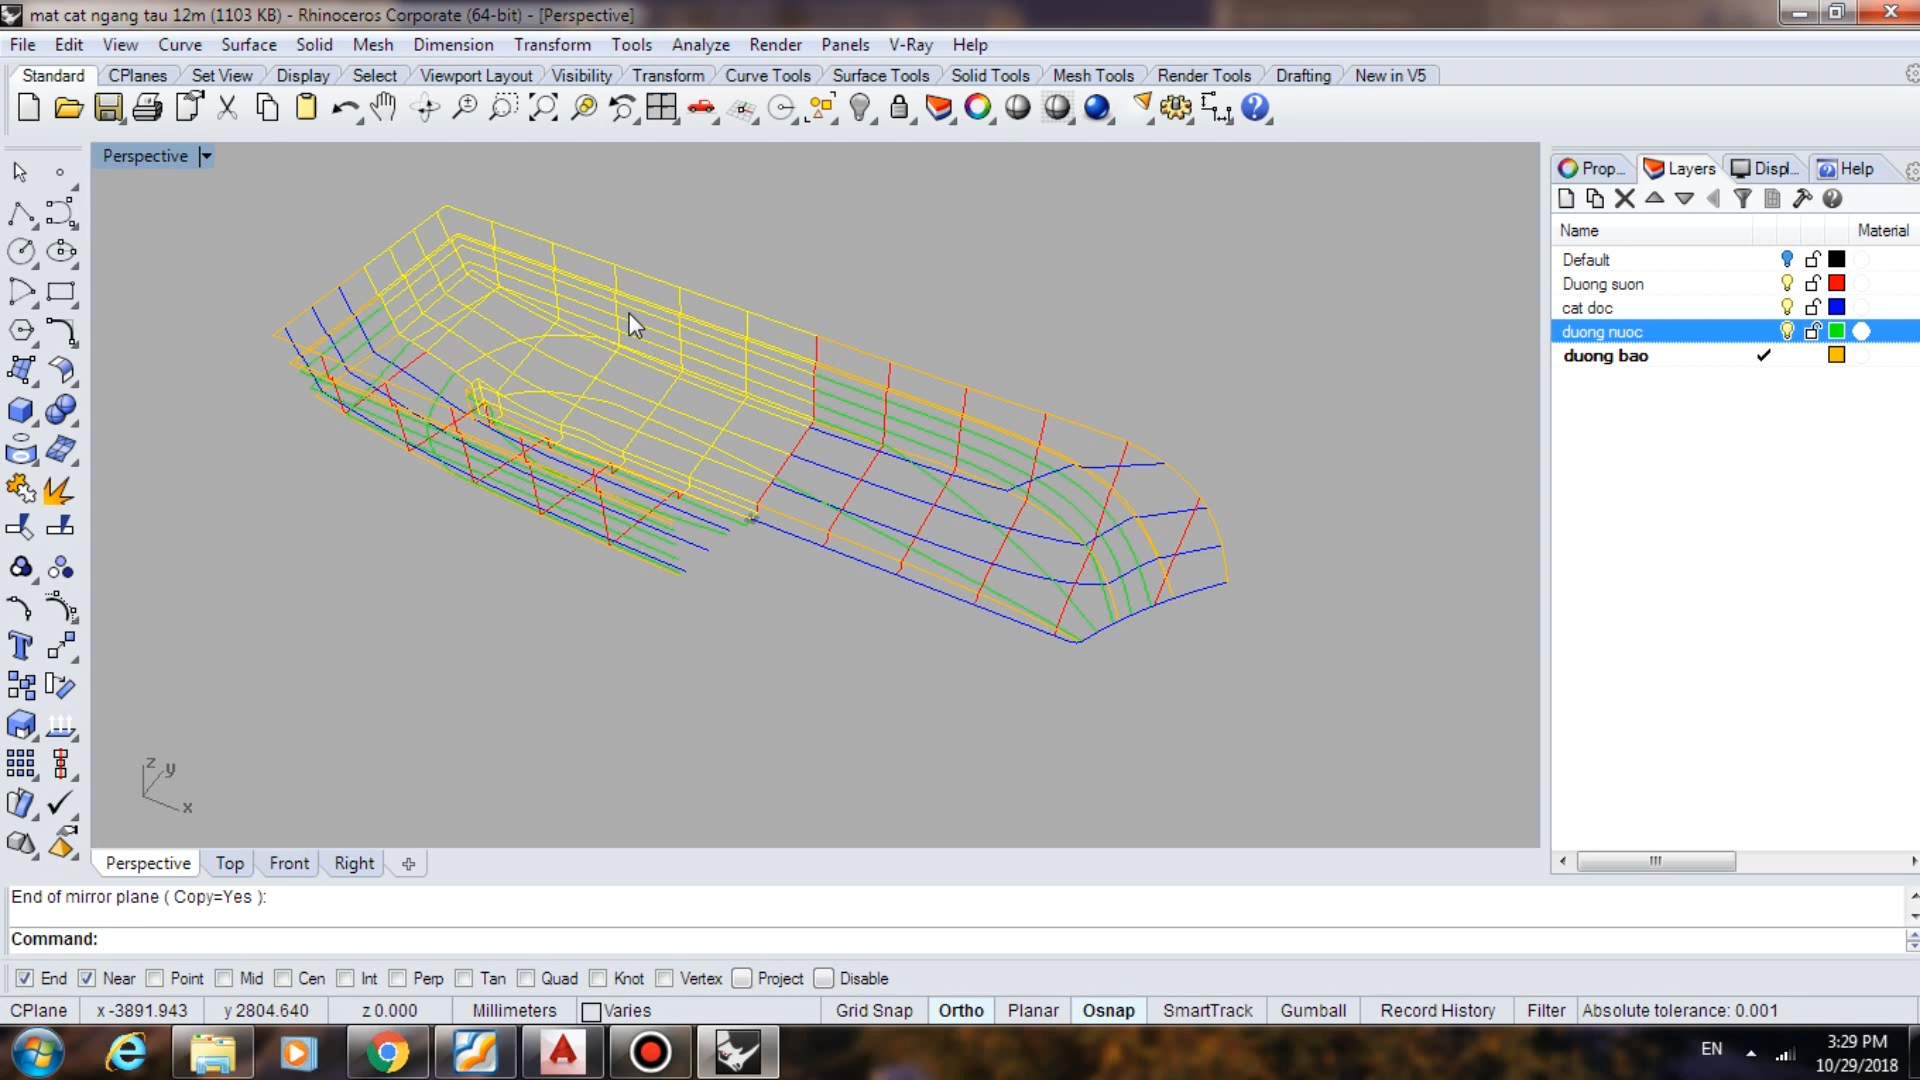 mat cat ngang tau 12m (1103 KB) - Rhinoceros Corporate (64-bit) - [Perspective]
File Edit View Curve Surface Solid Mesh Dimension Transform Tools Analyze Render Panels V-Ray Help
Standard CPlanes Set View Display Select Viewport Layout Visibility Transform Curve Tools Surface Tools Solid Tools Mesh Tools Render Tools Drafting New in V5
Perspective
Prop... Layers Displ... Help
Name Material
Default
Duong suon
cat doc
duong nuoc
duong bao
z y x
Perspective Top Front Right
End of mirror plane ( Copy=Yes ):
Command:
End Near Point Mid Cen Int Perp Tan Quad Knot Vertex Project Disable
CPlane x -3891.943 y 2804.640 z 0.000 Millimeters Varies Grid Snap Ortho Planar Osnap SmartTrack Gumball Record History Filter Absolute tolerance: 0.001
EN 3:29 PM
10/29/2018